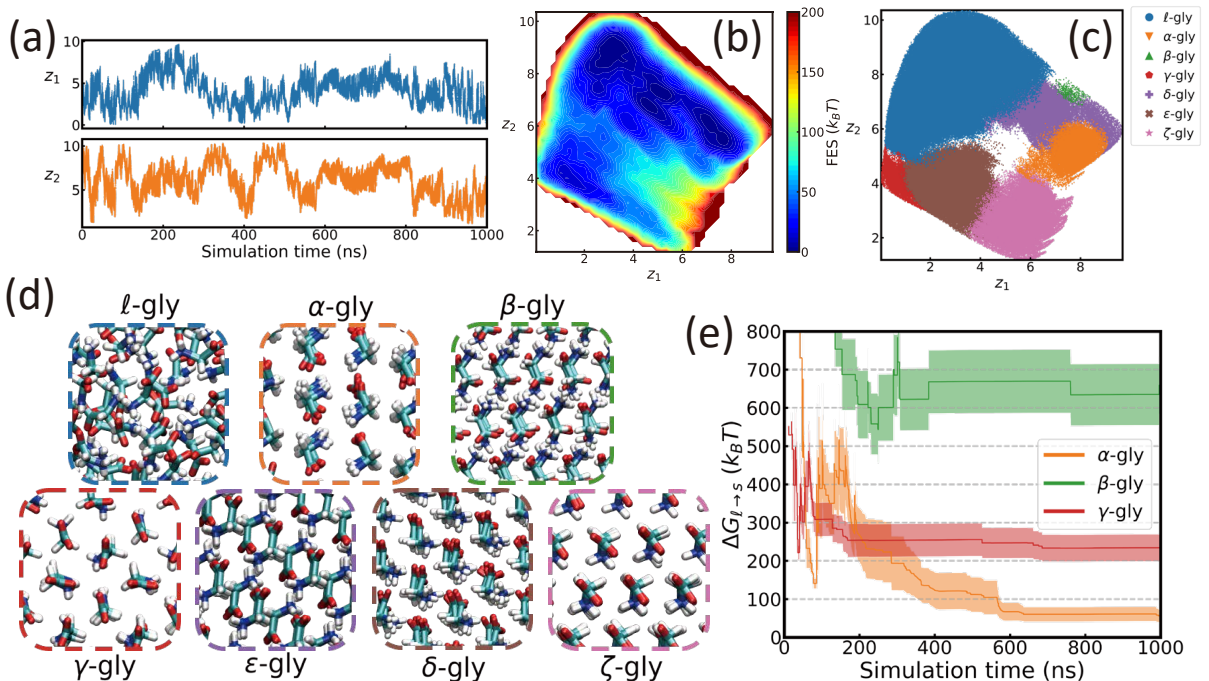 (a)
10
z₁
5
0
10
z₂
5
0 200 400 600 800 1000
Simulation time (ns)
(b)
10
8
z₂
6
4
2
2 4 6 8
z₁
200
150
100
50
0
FES (k_BT)
(c)
10
8
z₂
6
4
2
2 4 6 8
z₁
ℓ-gly
α-gly
β-gly
γ-gly
δ-gly
ε-gly
ζ-gly
(d)
ℓ-gly α-gly β-gly
γ-gly ε-gly δ-gly ζ-gly
(e)
800
700
600
500
400
300
200
100
0
ΔG_ℓ→s (k_BT)
α-gly
β-gly
γ-gly
0 200 400 600 800 1000
Simulation time (ns)